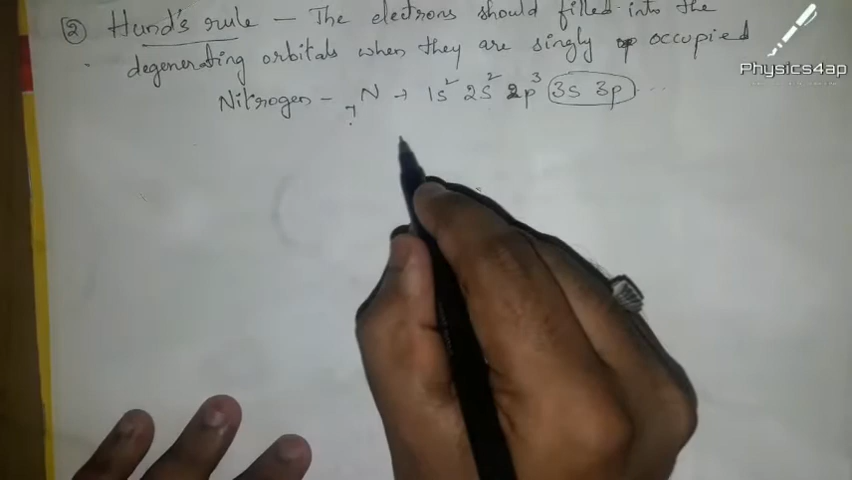 ② Hund's rule – The electrons should filled into the
degenerating orbitals when they are singly occupied
Nitrogen – ₇N → 1s² 2s² 2p³ 3s 3p ...
Physics4ap